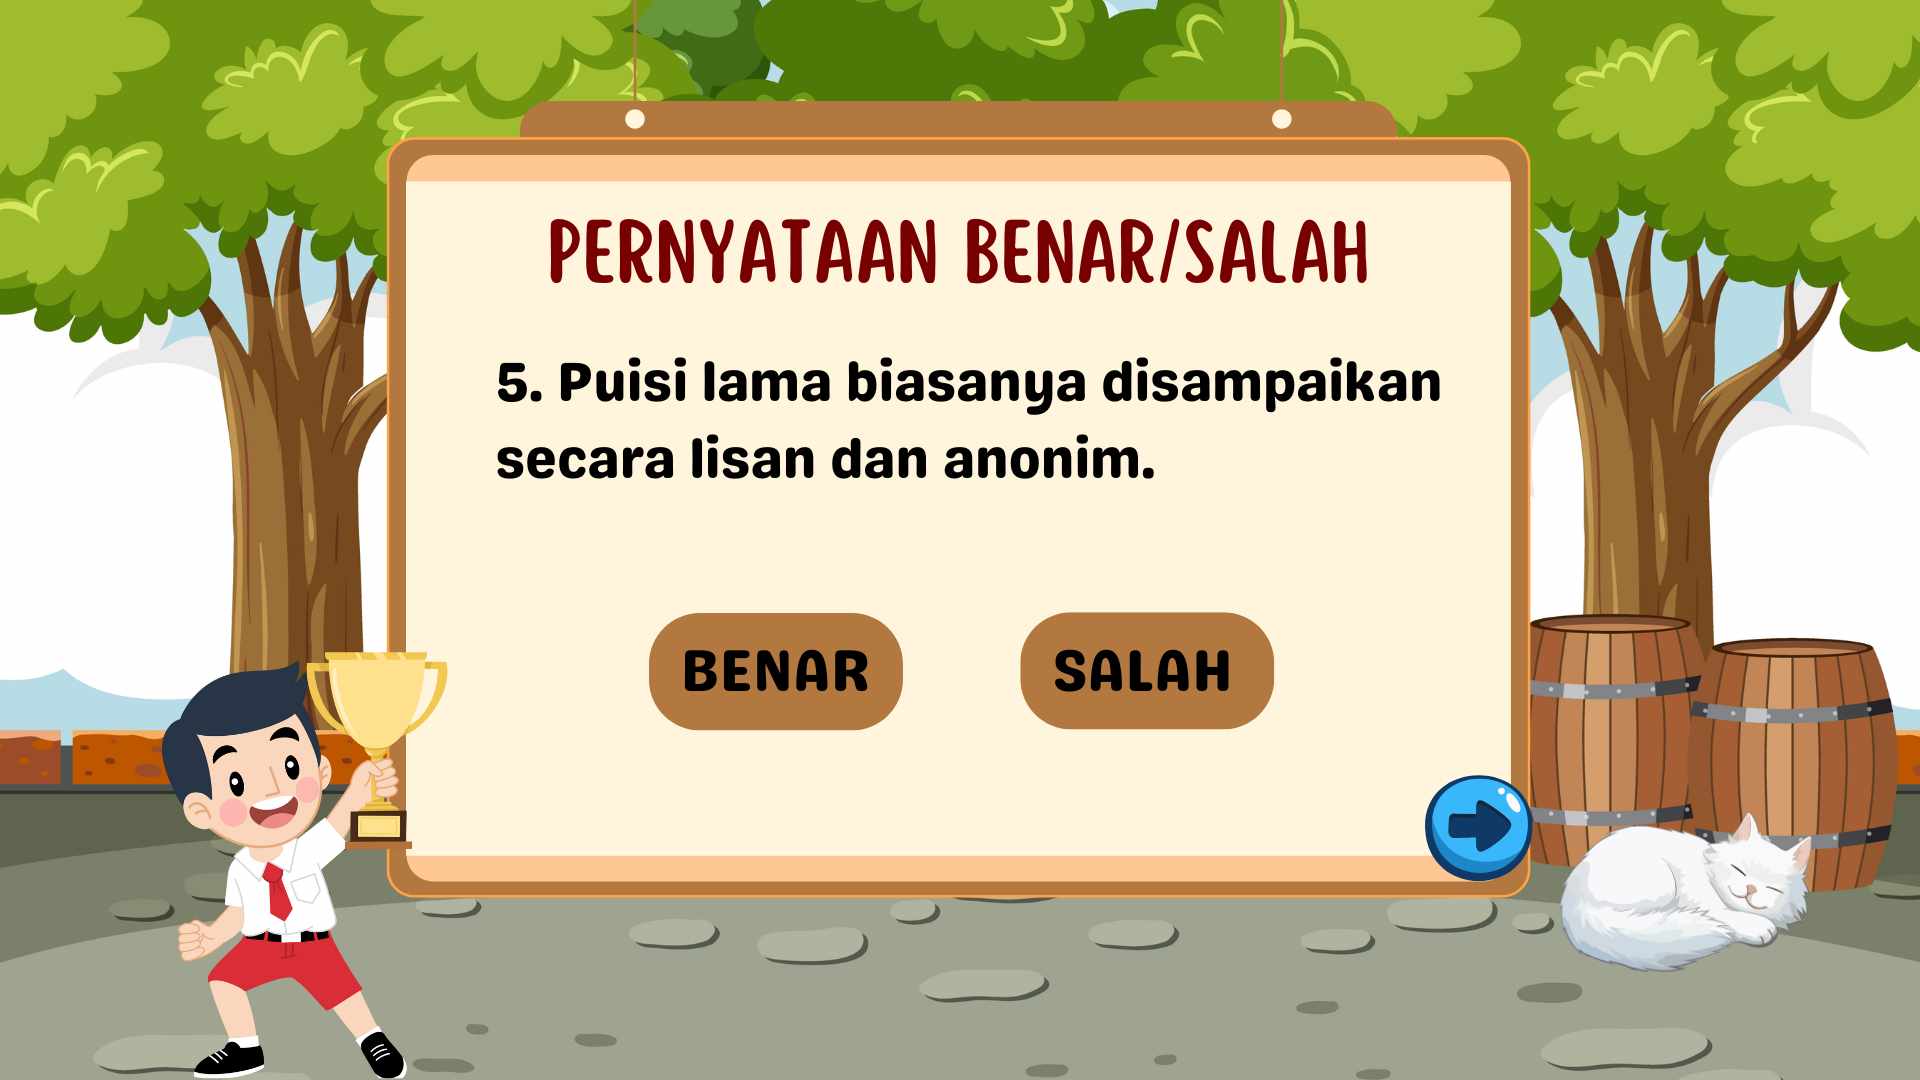 PERNYATAAN BENAR/SALAH
5. Puisi lama biasanya disampaikan
secara lisan dan anonim.
BENAR
SALAH